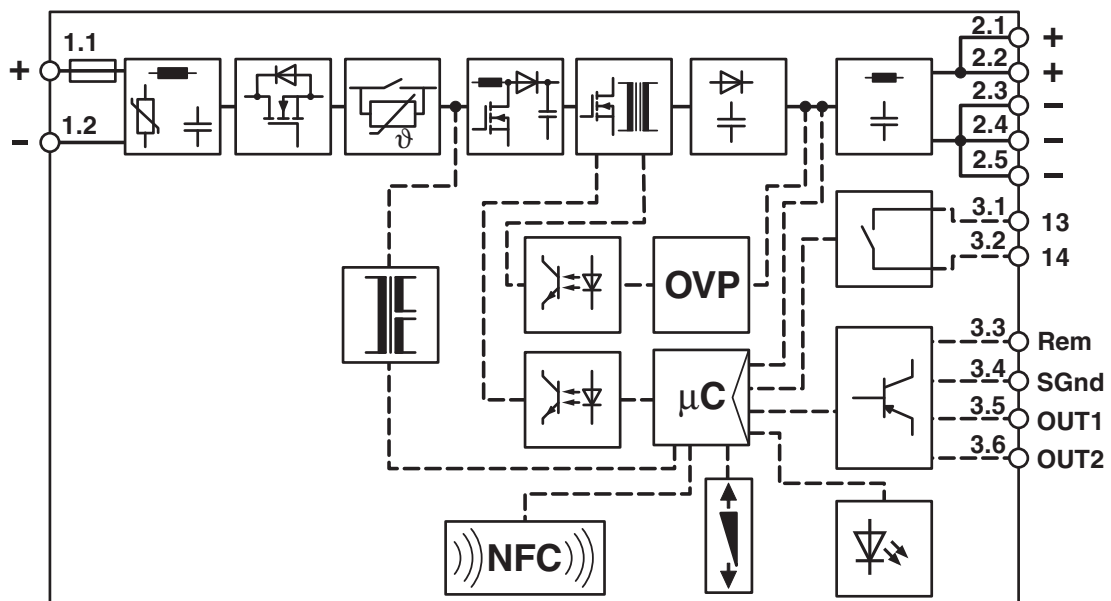 2.1
+
1.1
2.2
+
+
2.3
−
1.2
2.4
−
−
ϑ
2.5
−
3.1
13
3.2
14
OVP
3.3
Rem
3.4
SGnd
μC
3.5
OUT1
3.6
OUT2
NFC